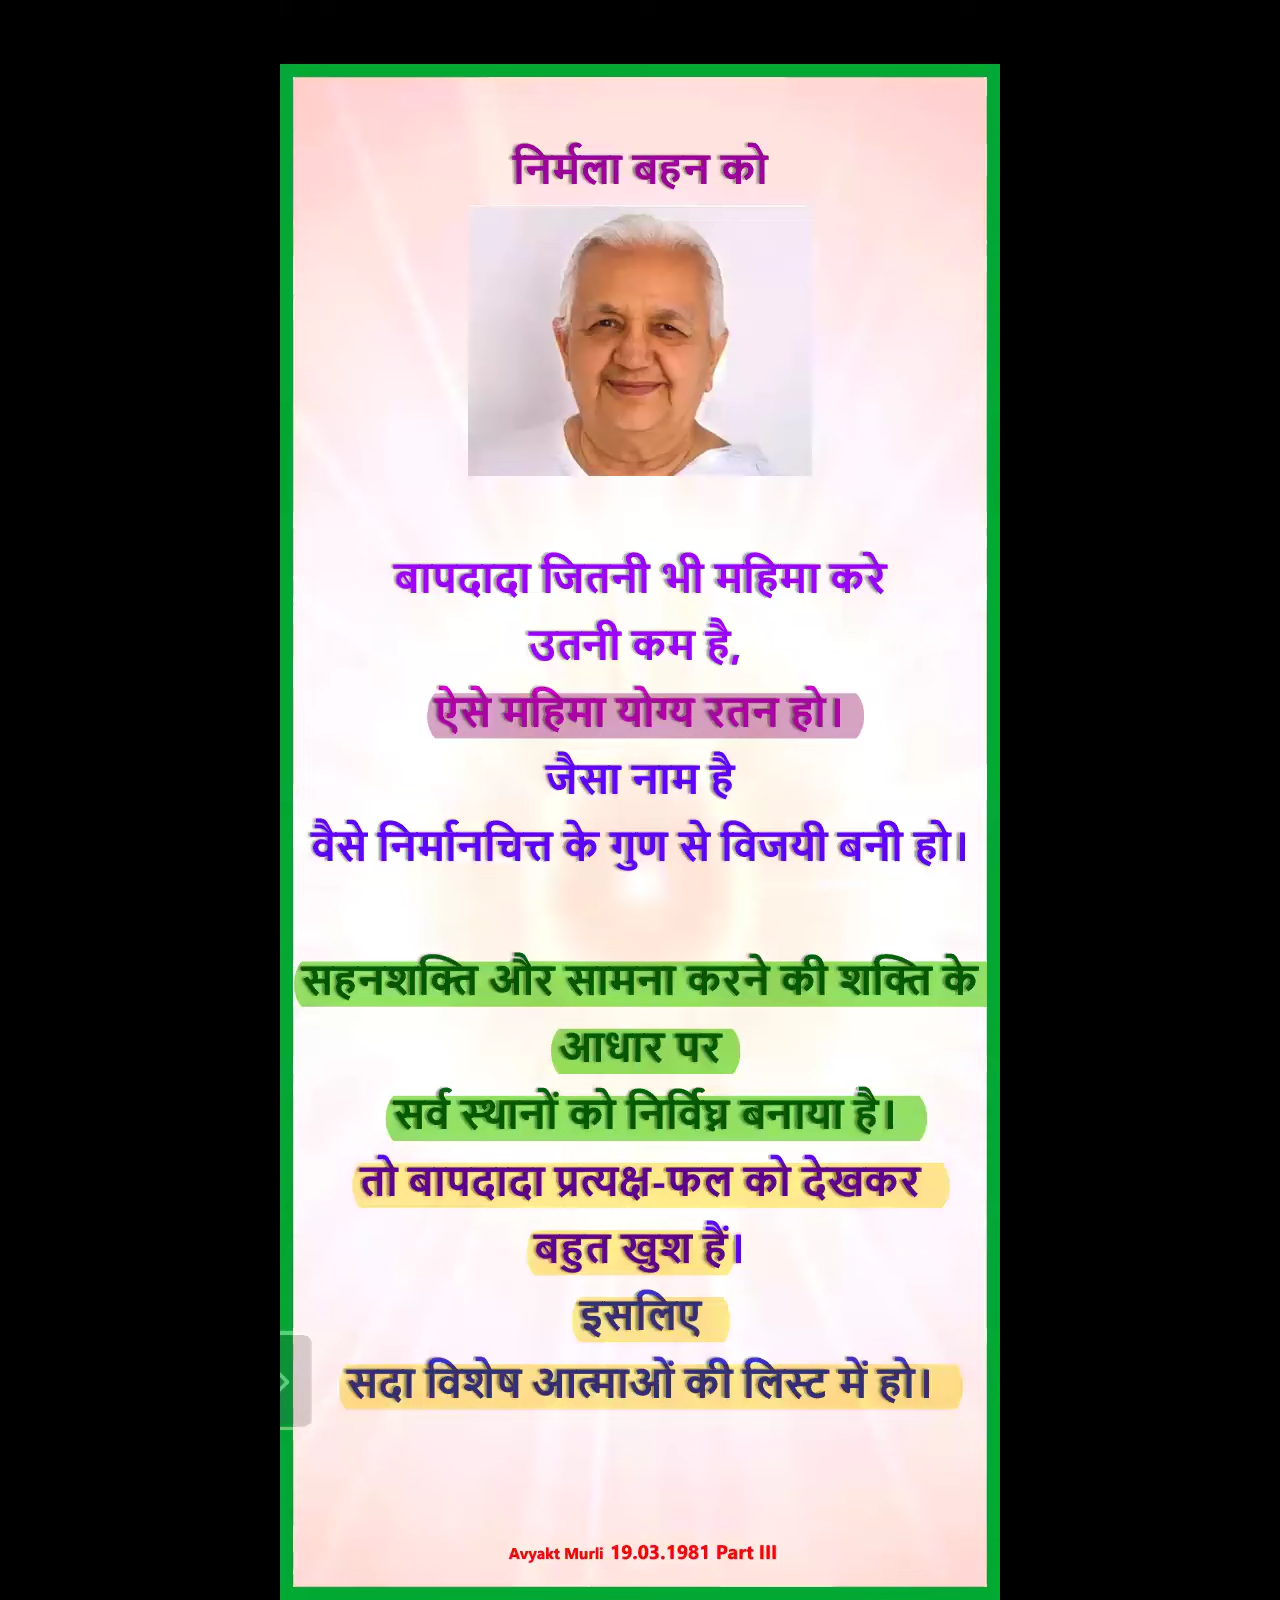 निर्मला बहन को
बापदादा जितनी भी महिमा करे
उतनी कम है,
ऐसे महिमा योग्य रतन हो।
जैसा नाम है
वैसे निर्मानचित्त के गुण से विजयी बनी हो।
सहनशक्ति और सामना करने की शक्ति के
आधार पर
सर्व स्थानों को निर्विघ्न बनाया है।
तो बापदादा प्रत्यक्ष-फल को देखकर
बहुत खुश हैं।
इसलिए
सदा विशेष आत्माओं की लिस्ट में हो।
Avyakt Murli 19.03.1981 Part III